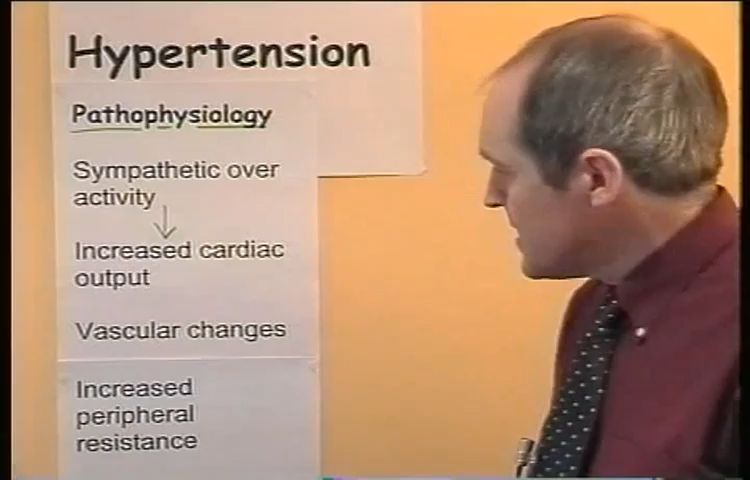 Hypertension
Pathophysiology
Sympathetic over
activity
Increased cardiac
output
Vascular changes
Increased
peripheral
resistance